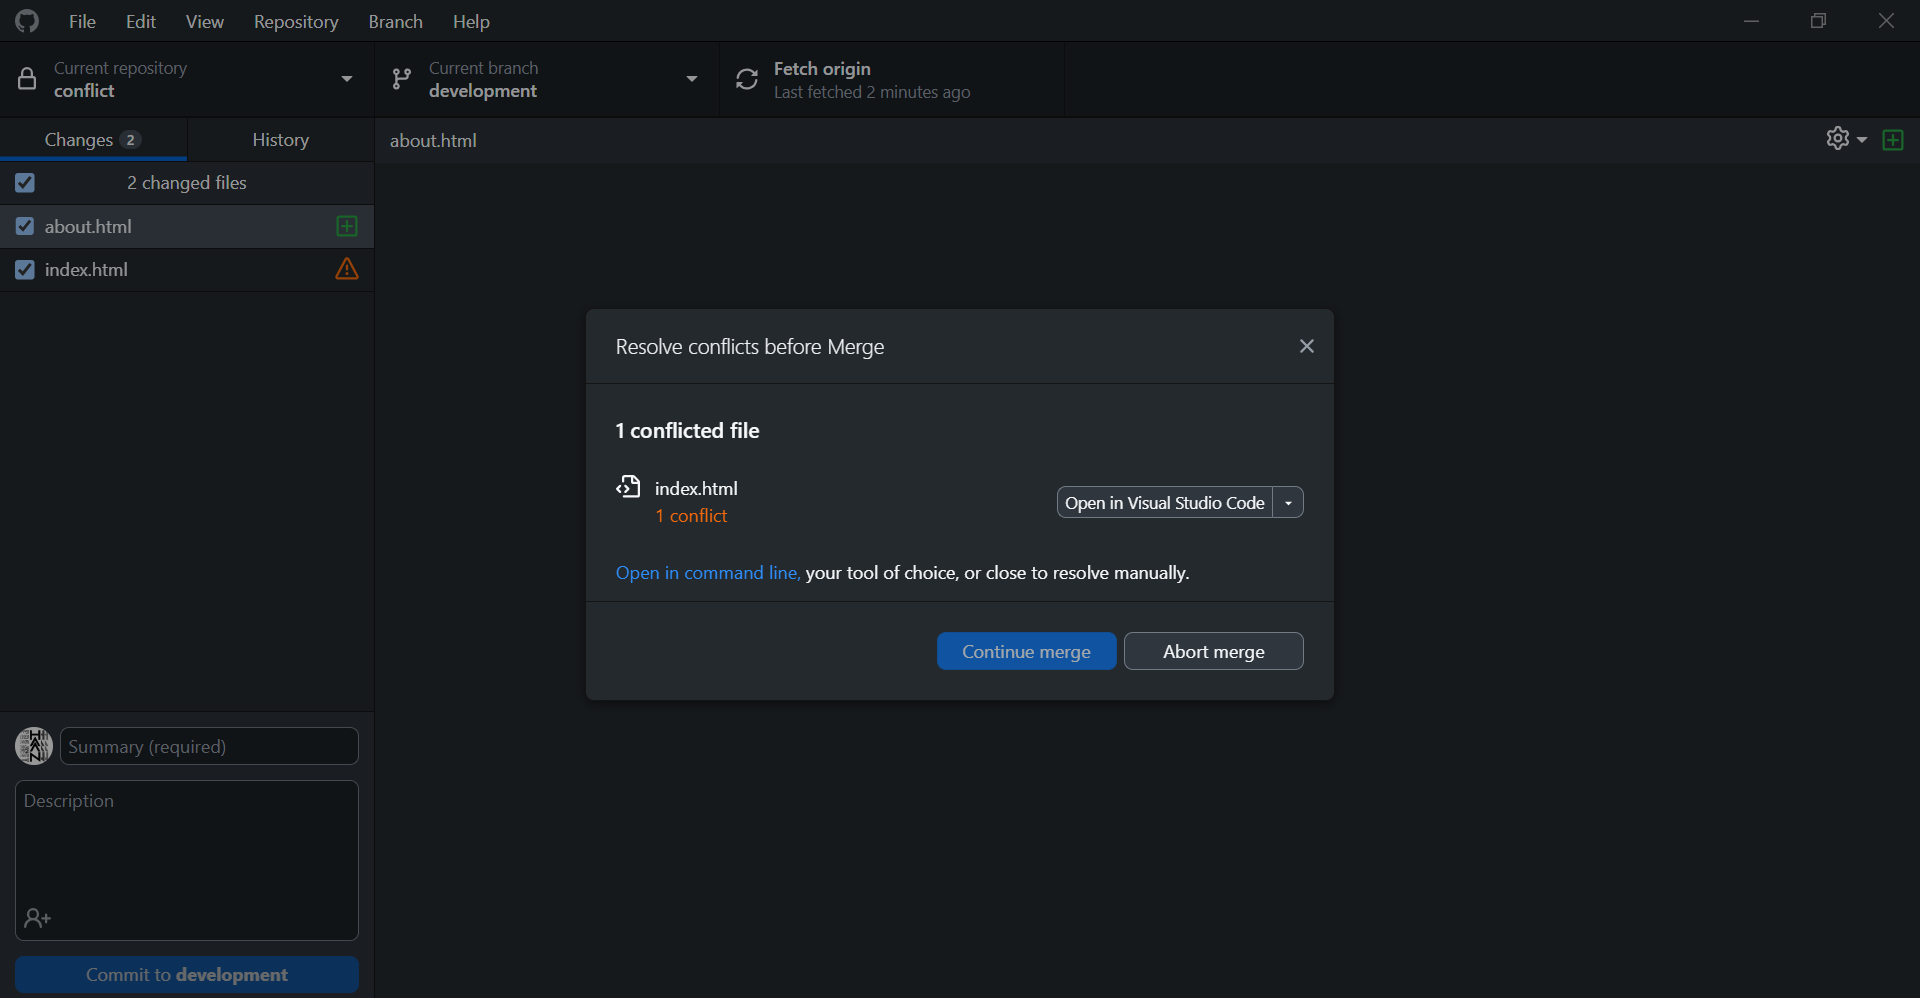 File Edit View Repository Branch Help
Current repository
conflict
Current branch
development
Fetch origin
Last fetched 2 minutes ago
Changes 2
History
about.html
2 changed files
about.html
index.html
Resolve conflicts before Merge
1 conflicted file
index.html
1 conflict
Open in Visual Studio Code
Open in command line, your tool of choice, or close to resolve manually.
Continue merge
Abort merge
Summary (required)
Description
Commit to development